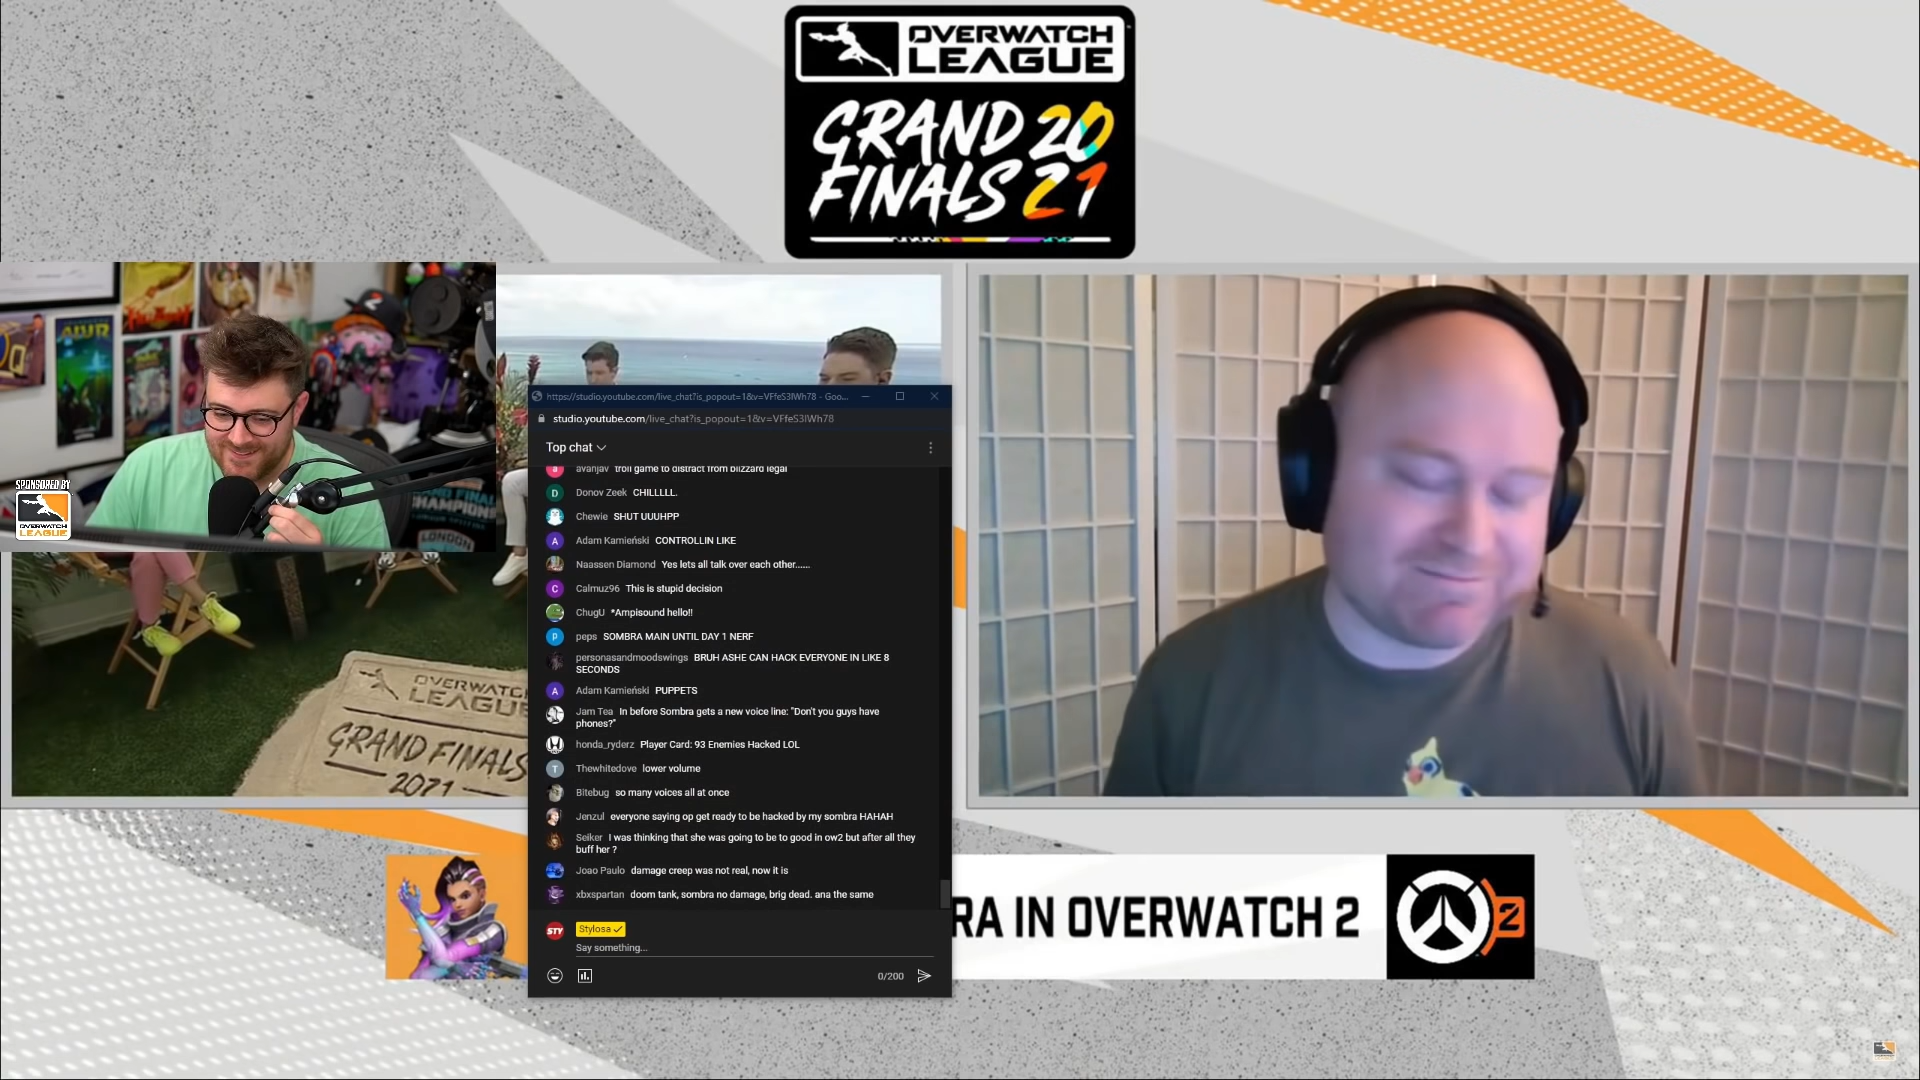 OVERWATCH
LEAGUE
GRAND 20
FINALS 21
SPONSORED BY
OVERWATCH
LEAGUE
GRAND FINAL
CHAMPIONS
LONDON
OVERWATCH
LEAGUE
GRAND FINALS
2021
https://studio.youtube.com/live_chat?is_popout=1&v=VFfeS3IWh78 - Goo...
studio.youtube.com/live_chat?is_popout=1&v=VFfeS3IWh78
Top chat
avanjav troll game to distract from blizzard legal
D Donov Zeek CHILLLLL.
Chewie SHUT UUUHPP
A Adam Kamieński CONTROLLIN LIKE
Naassen Diamond Yes lets all talk over each other......
C Calmuz96 This is stupid decision
ChugU *Ampisound hello!!
P peps SOMBRA MAIN UNTIL DAY 1 NERF
personasandmoodswings BRUH ASHE CAN HACK EVERYONE IN LIKE 8
SECONDS
A Adam Kamieński PUPPETS
Jam Tea In before Sombra gets a new voice line: "Don't you guys have
phones?"
honda_ryderz Player Card: 93 Enemies Hacked LOL
T Thewhitedove lower volume
Bitebug so many voices all at once
Jenzul everyone saying op get ready to be hacked by my sombra HAHAH
Seiker I was thinking that she was going to be to good in ow2 but after all they
buff her ?
Joao Paulo damage creep was not real, now it is
xbxspartan doom tank, sombra no damage, brig dead. ana the same
STY Stylosa
Say something...
0/200
RA IN OVERWATCH 2
2